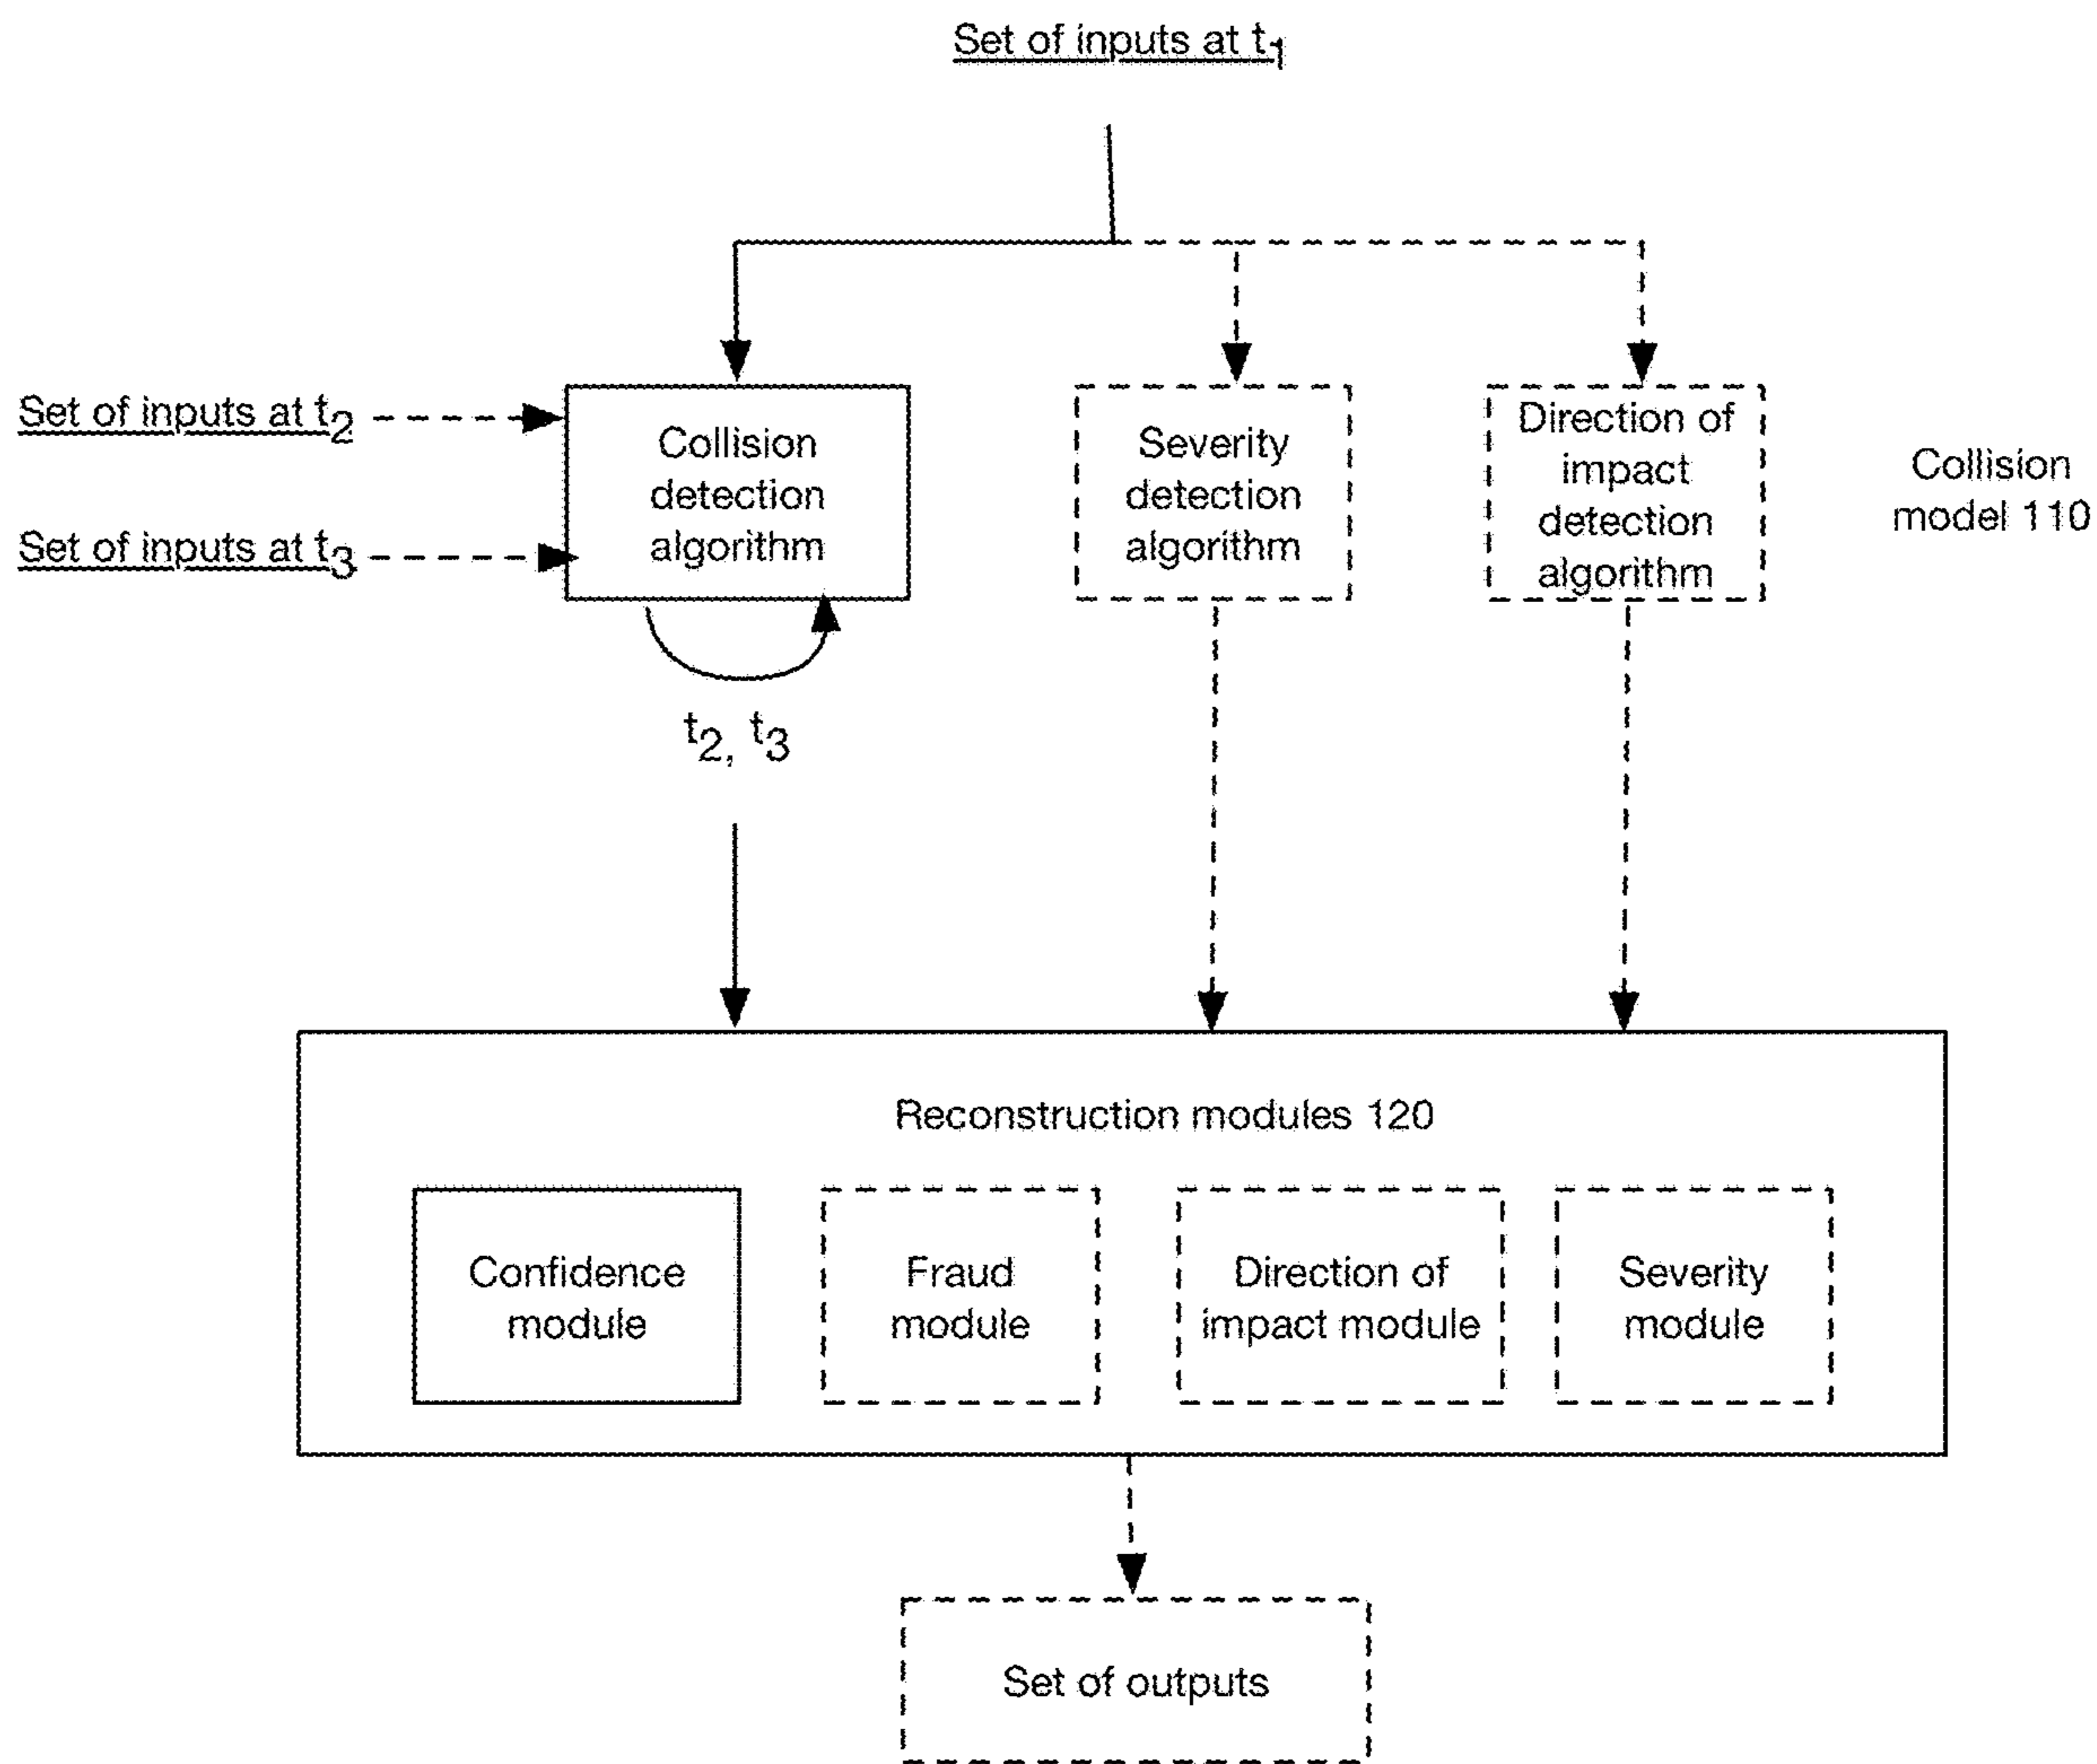 Set of inputs at t1
Set of inputs at t2
Set of inputs at t3
Collision
detection
algorithm
Severity
detection
algorithm
Direction of
impact
detection
algorithm
Collision
model 110
t2, t3
Reconstruction modules 120
Confidence
module
Fraud
module
Direction of
impact module
Severity
module
Set of outputs